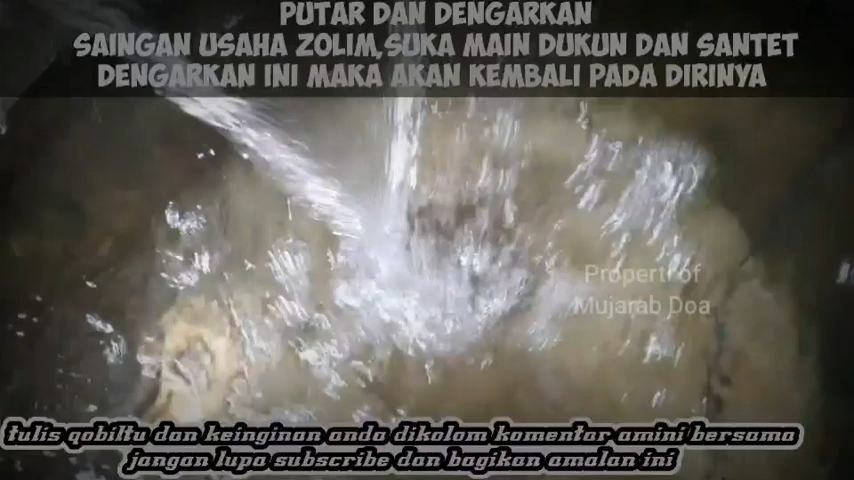 PUTAR DAN DENGARKAN
SAINGAN USAHA ZOLIM,SUKA MAIN DUKUN DAN SANTET
DENGARKAN INI MAKA AKAN KEMBALI PADA DIRINYA
Properti of
Mujarab Doa
tulis qobiltu dan keinginan anda dikolom komentar amini bersama
jangan lupa subscribe dan bagikan amalan ini